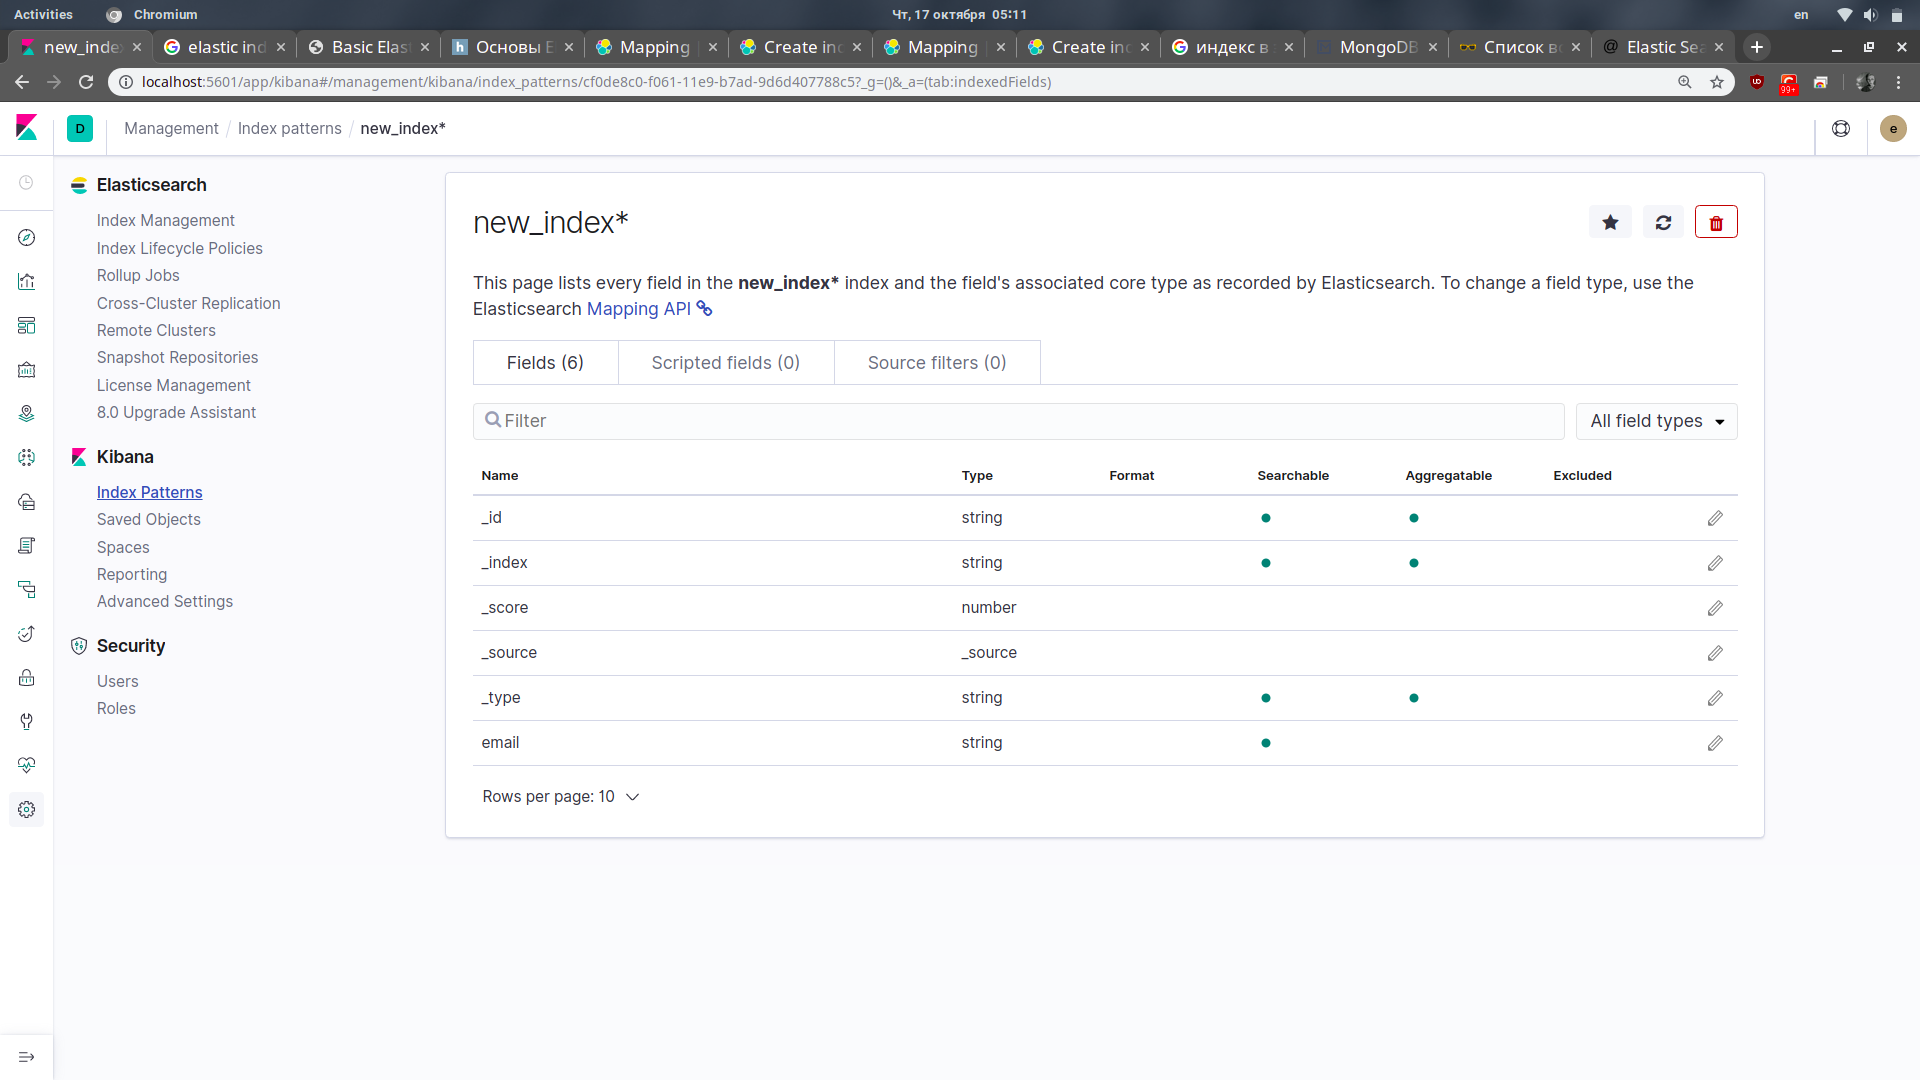 Activities Chromium Чт, 17 октября 05:11 en
new_inde elastic ind Basic Elast Основы E Mapping Create inc Mapping Create inc индекс в MongoDB Список вс Elastic Sea
localhost:5601/app/kibana#/management/kibana/index_patterns/cf0de8c0-f061-11e9-b7ad-9d6d407788c5?_g=()&_a=(tab:indexedFields) 99+
D Management / Index patterns / new_index* e
Elasticsearch
Index Management
Index Lifecycle Policies
Rollup Jobs
Cross-Cluster Replication
Remote Clusters
Snapshot Repositories
License Management
8.0 Upgrade Assistant
Kibana
Index Patterns
Saved Objects
Spaces
Reporting
Advanced Settings
Security
Users
Roles
new_index*
This page lists every field in the new_index* index and the field's associated core type as recorded by Elasticsearch. To change a field type, use the
Elasticsearch Mapping API
Fields (6) Scripted fields (0) Source filters (0)
Filter All field types
Name Type Format Searchable Aggregatable Excluded
_id string
_index string
_score number
_source _source
_type string
email string
Rows per page: 10